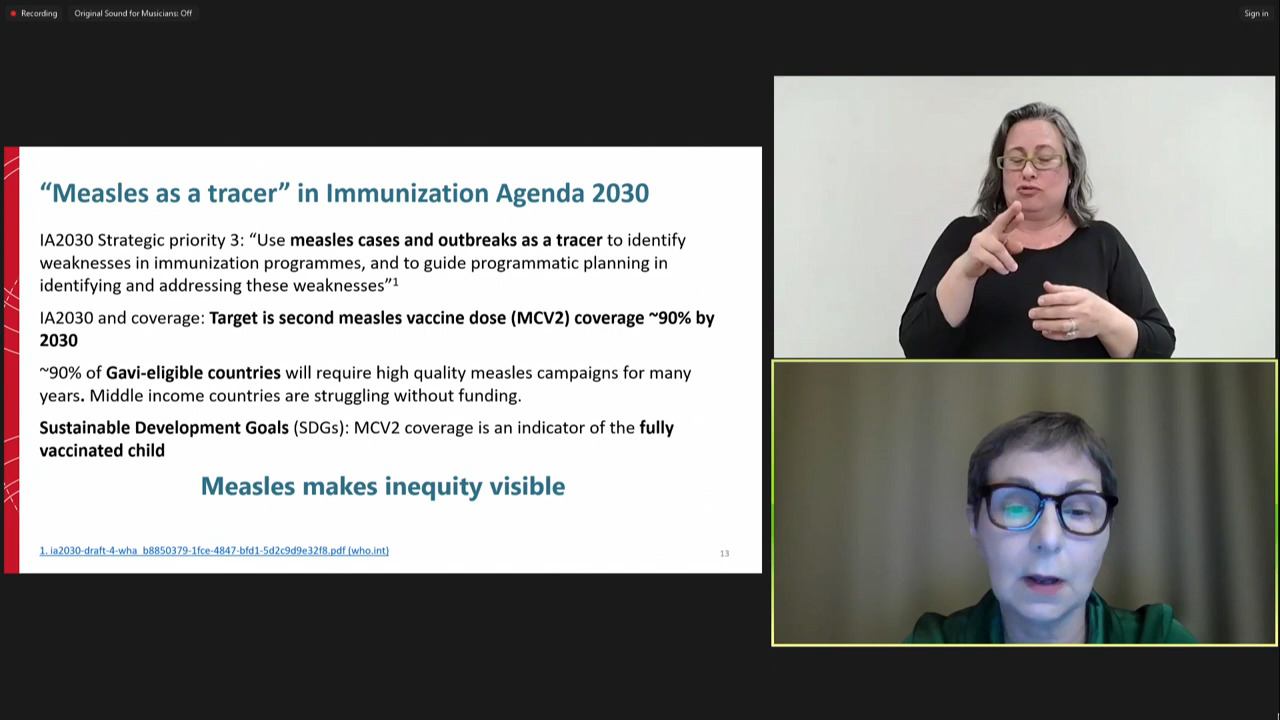 Recording
Original Sound for Musicians: Off
Sign in
“Measles as a tracer” in Immunization Agenda 2030
IA2030 Strategic priority 3: “Use measles cases and outbreaks as a tracer to identify
weaknesses in immunization programmes, and to guide programmatic planning in
identifying and addressing these weaknesses”¹
IA2030 and coverage: Target is second measles vaccine dose (MCV2) coverage ~90% by
2030
~90% of Gavi-eligible countries will require high quality measles campaigns for many
years. Middle income countries are struggling without funding.
Sustainable Development Goals (SDGs): MCV2 coverage is an indicator of the fully
vaccinated child
Measles makes inequity visible
1. ia2030-draft-4-wha_b8850379-1fce-4847-bfd1-5d2c9d9e32f8.pdf (who.int)
13